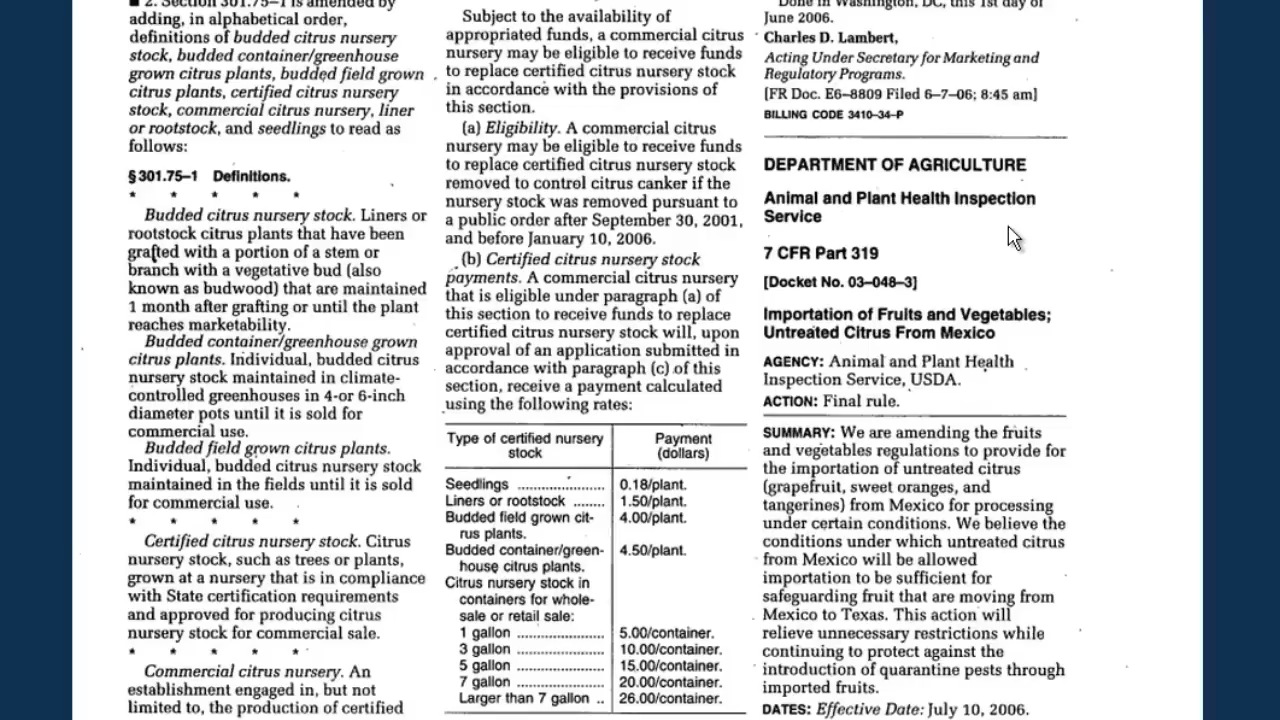 ■ 2. Section 301.75–1 is amended by
adding, in alphabetical order,
definitions of budded citrus nursery
stock, budded container/greenhouse
grown citrus plants, budded field grown
citrus plants, certified citrus nursery
stock, commercial citrus nursery, liner
or rootstock, and seedlings to read as
follows:
§ 301.75–1 Definitions.
* * * * *
Budded citrus nursery stock. Liners or
rootstock citrus plants that have been
grafted with a portion of a stem or
branch with a vegetative bud (also
known as budwood) that are maintained
1 month after grafting or until the plant
reaches marketability.
Budded container/greenhouse grown
citrus plants. Individual, budded citrus
nursery stock maintained in climate-
controlled greenhouses in 4-or 6-inch
diameter pots until it is sold for
commercial use.
Budded field grown citrus plants.
Individual, budded citrus nursery stock
maintained in the fields until it is sold
for commercial use.
* * * * *
Certified citrus nursery stock. Citrus
nursery stock, such as trees or plants,
grown at a nursery that is in compliance
with State certification requirements
and approved for producing citrus
nursery stock for commercial sale.
* * * * *
Commercial citrus nursery. An
establishment engaged in, but not
limited to, the production of certified
Subject to the availability of
appropriated funds, a commercial citrus
nursery may be eligible to receive funds
to replace certified citrus nursery stock
in accordance with the provisions of
this section.
(a) Eligibility. A commercial citrus
nursery may be eligible to receive funds
to replace certified citrus nursery stock
removed to control citrus canker if the
nursery stock was removed pursuant to
a public order after September 30, 2001,
and before January 10, 2006.
(b) Certified citrus nursery stock
payments. A commercial citrus nursery
that is eligible under paragraph (a) of
this section to receive funds to replace
certified citrus nursery stock will, upon
approval of an application submitted in
accordance with paragraph (c) of this
section, receive a payment calculated
using the following rates:
Type of certified nursery stock Payment (dollars)
Seedlings ........................ 0.18/plant.
Liners or rootstock ........ 1.50/plant.
Budded field grown cit- 4.00/plant.
rus plants.
Budded container/green- 4.50/plant.
house citrus plants.
Citrus nursery stock in
containers for whole-
sale or retail sale:
1 gallon ........................ 5.00/container.
3 gallon ........................ 10.00/container.
5 gallon ........................ 15.00/container.
7 gallon ........................ 20.00/container.
Larger than 7 gallon .. 26.00/container.
Done in Washington, DC, this 1st day of
June 2006.
Charles D. Lambert,
Acting Under Secretary for Marketing and
Regulatory Programs.
[FR Doc. E6–8809 Filed 6–7–06; 8:45 am]
BILLING CODE 3410–34–P
DEPARTMENT OF AGRICULTURE
Animal and Plant Health Inspection
Service
7 CFR Part 319
[Docket No. 03–048–3]
Importation of Fruits and Vegetables;
Untreated Citrus From Mexico
AGENCY: Animal and Plant Health
Inspection Service, USDA.
ACTION: Final rule.
SUMMARY: We are amending the fruits
and vegetables regulations to provide for
the importation of untreated citrus
(grapefruit, sweet oranges, and
tangerines) from Mexico for processing
under certain conditions. We believe the
conditions under which untreated citrus
from Mexico will be allowed
importation to be sufficient for
safeguarding fruit that are moving from
Mexico to Texas. This action will
relieve unnecessary restrictions while
continuing to protect against the
introduction of quarantine pests through
imported fruits.
DATES: Effective Date: July 10, 2006.